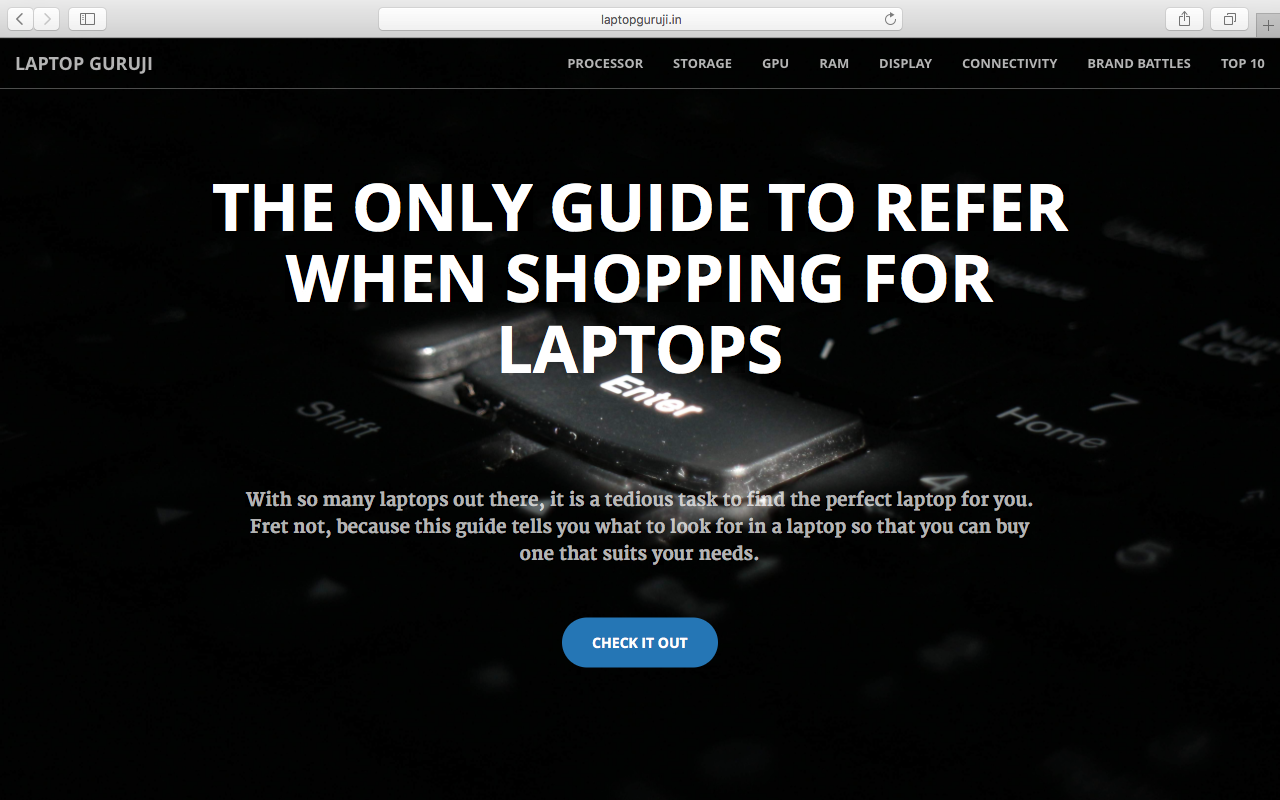 laptopguruji.in
LAPTOP GURUJI
PROCESSOR STORAGE GPU RAM DISPLAY CONNECTIVITY BRAND BATTLES TOP 10
THE ONLY GUIDE TO REFER
WHEN SHOPPING FOR
LAPTOPS
Enter
Shift
Num
Lock
7
Home
4
5
With so many laptops out there, it is a tedious task to find the perfect laptop for you.
Fret not, because this guide tells you what to look for in a laptop so that you can buy
one that suits your needs.
CHECK IT OUT